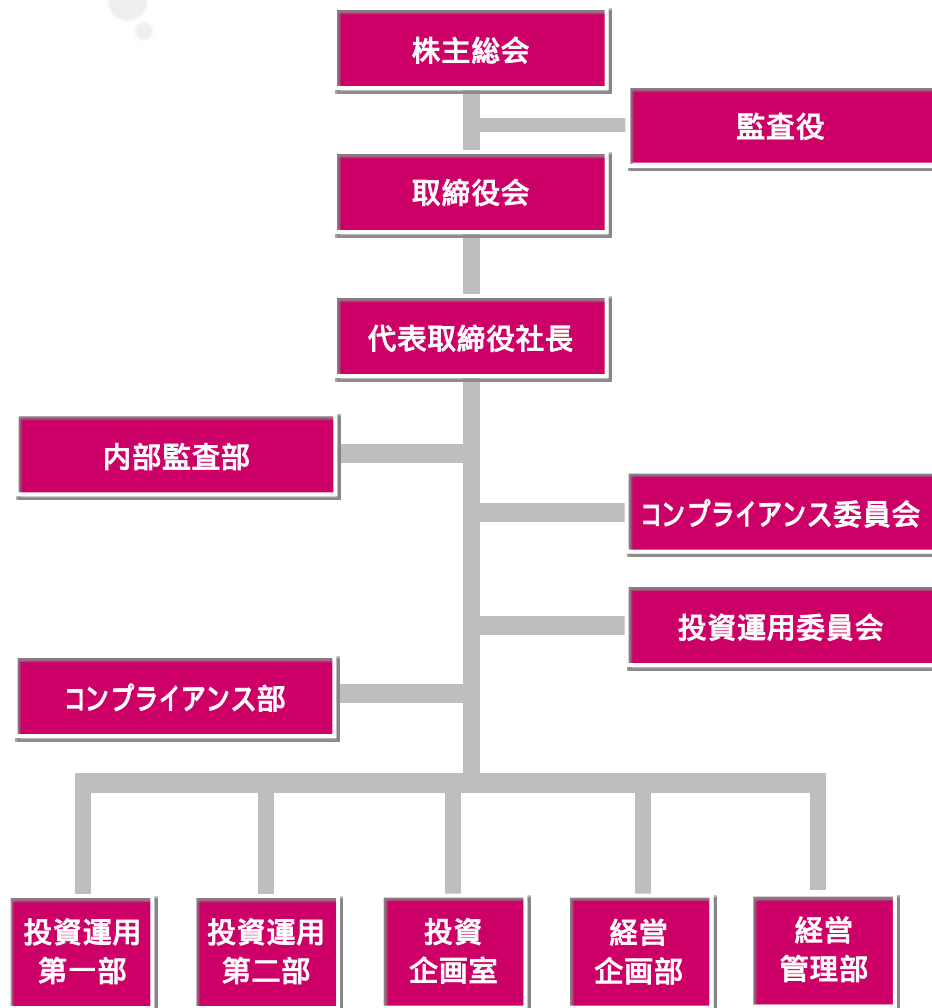 株主総会
監査役
取締役会
代表取締役社長
内部監査部
コンプライアンス委員会
投資運用委員会
コンプライアンス部
投資運用
第一部
投資運用
第二部
投資
企画室
経営
企画部
経営
管理部